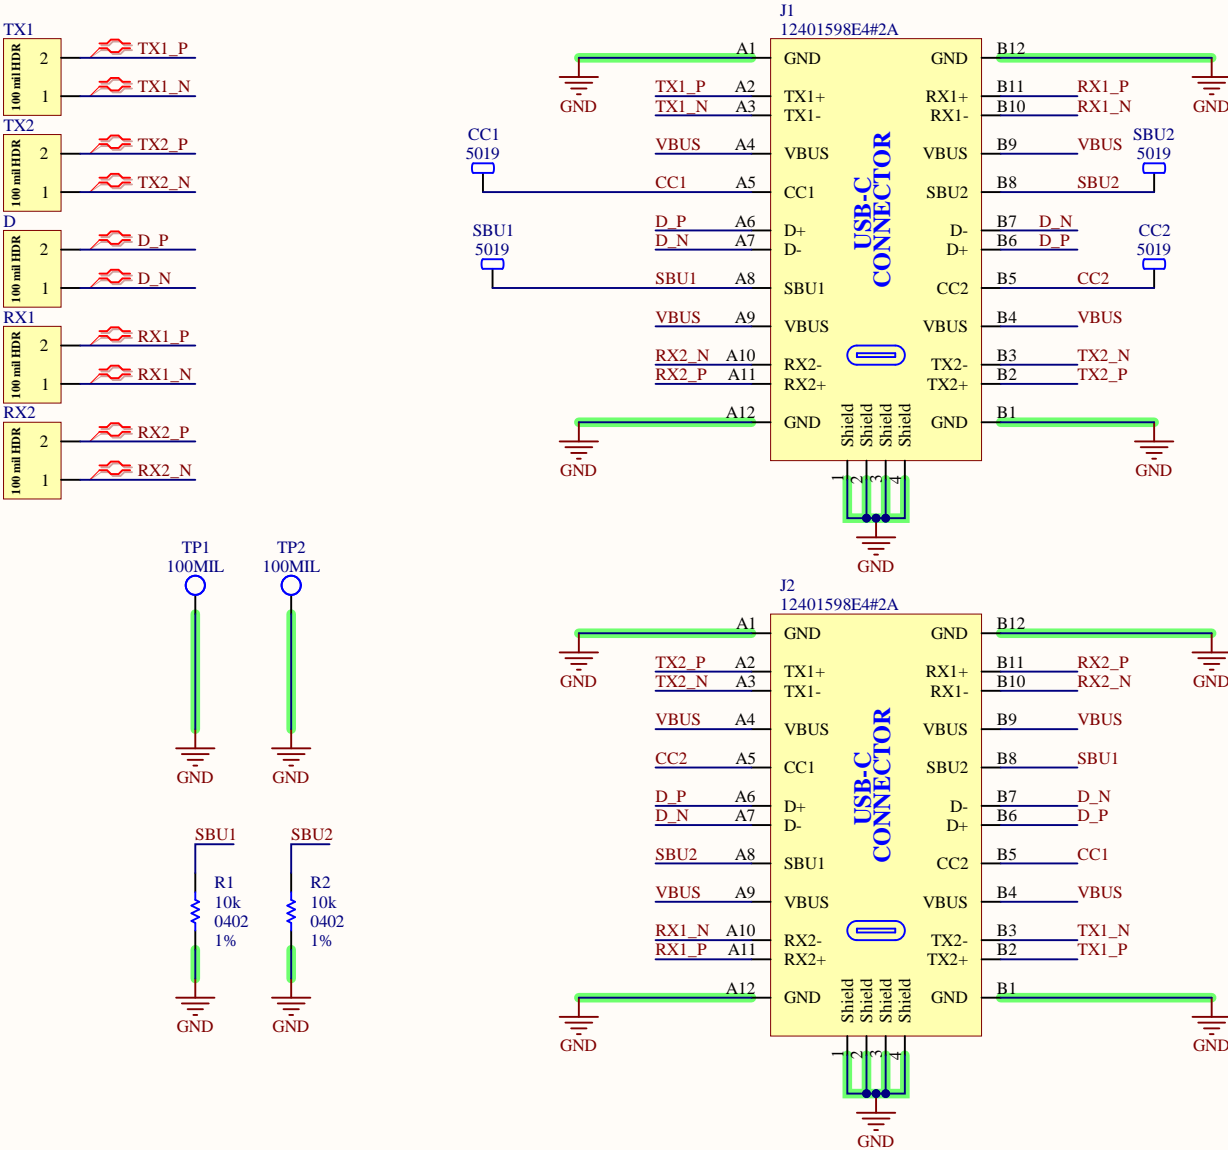 TX1
100 mil HDR
2
TX1_P
1
TX1_N
TX2
100 mil HDR
2
TX2_P
1
TX2_N
D
100 mil HDR
2
D_P
1
D_N
RX1
100 mil HDR
2
RX1_P
1
RX1_N
RX2
100 mil HDR
2
RX2_P
1
RX2_N
TP1
100MIL
GND
TP2
100MIL
GND
SBU1
R1
10k
0402
1%
GND
SBU2
R2
10k
0402
1%
GND
J1
12401598E4#2A
GND A1 GND
TX1_P A2 TX1+
TX1_N A3 TX1-
VBUS A4 VBUS
CC1
5019
CC1 A5 CC1
D_P A6 D+
D_N A7 D-
SBU1
5019
SBU1 A8 SBU1
VBUS A9 VBUS
RX2_N A10 RX2-
RX2_P A11 RX2+
GND A12 GND
USB-C
CONNECTOR
GND B12 GND
RX1+ B11 RX1_P
RX1- B10 RX1_N
VBUS B9 VBUS
SBU2
5019
SBU2 B8 SBU2
D- B7 D_N
D+ B6 D_P
CC2
5019
CC2 B5 CC2
VBUS B4 VBUS
TX2- B3 TX2_N
TX2+ B2 TX2_P
GND B1 GND
Shield Shield Shield Shield
1 2 3 4
GND
J2
12401598E4#2A
GND A1 GND
TX2_P A2 TX1+
TX2_N A3 TX1-
VBUS A4 VBUS
CC2 A5 CC1
D_P A6 D+
D_N A7 D-
SBU2 A8 SBU1
VBUS A9 VBUS
RX1_N A10 RX2-
RX1_P A11 RX2+
GND A12 GND
USB-C
CONNECTOR
GND B12 GND
RX1+ B11 RX2_P
RX1- B10 RX2_N
VBUS B9 VBUS
SBU2 B8 SBU1
D- B7 D_N
D+ B6 D_P
CC2 B5 CC1
VBUS B4 VBUS
TX2- B3 TX1_N
TX2+ B2 TX1_P
GND B1 GND
Shield Shield Shield Shield
1 2 3 4
GND